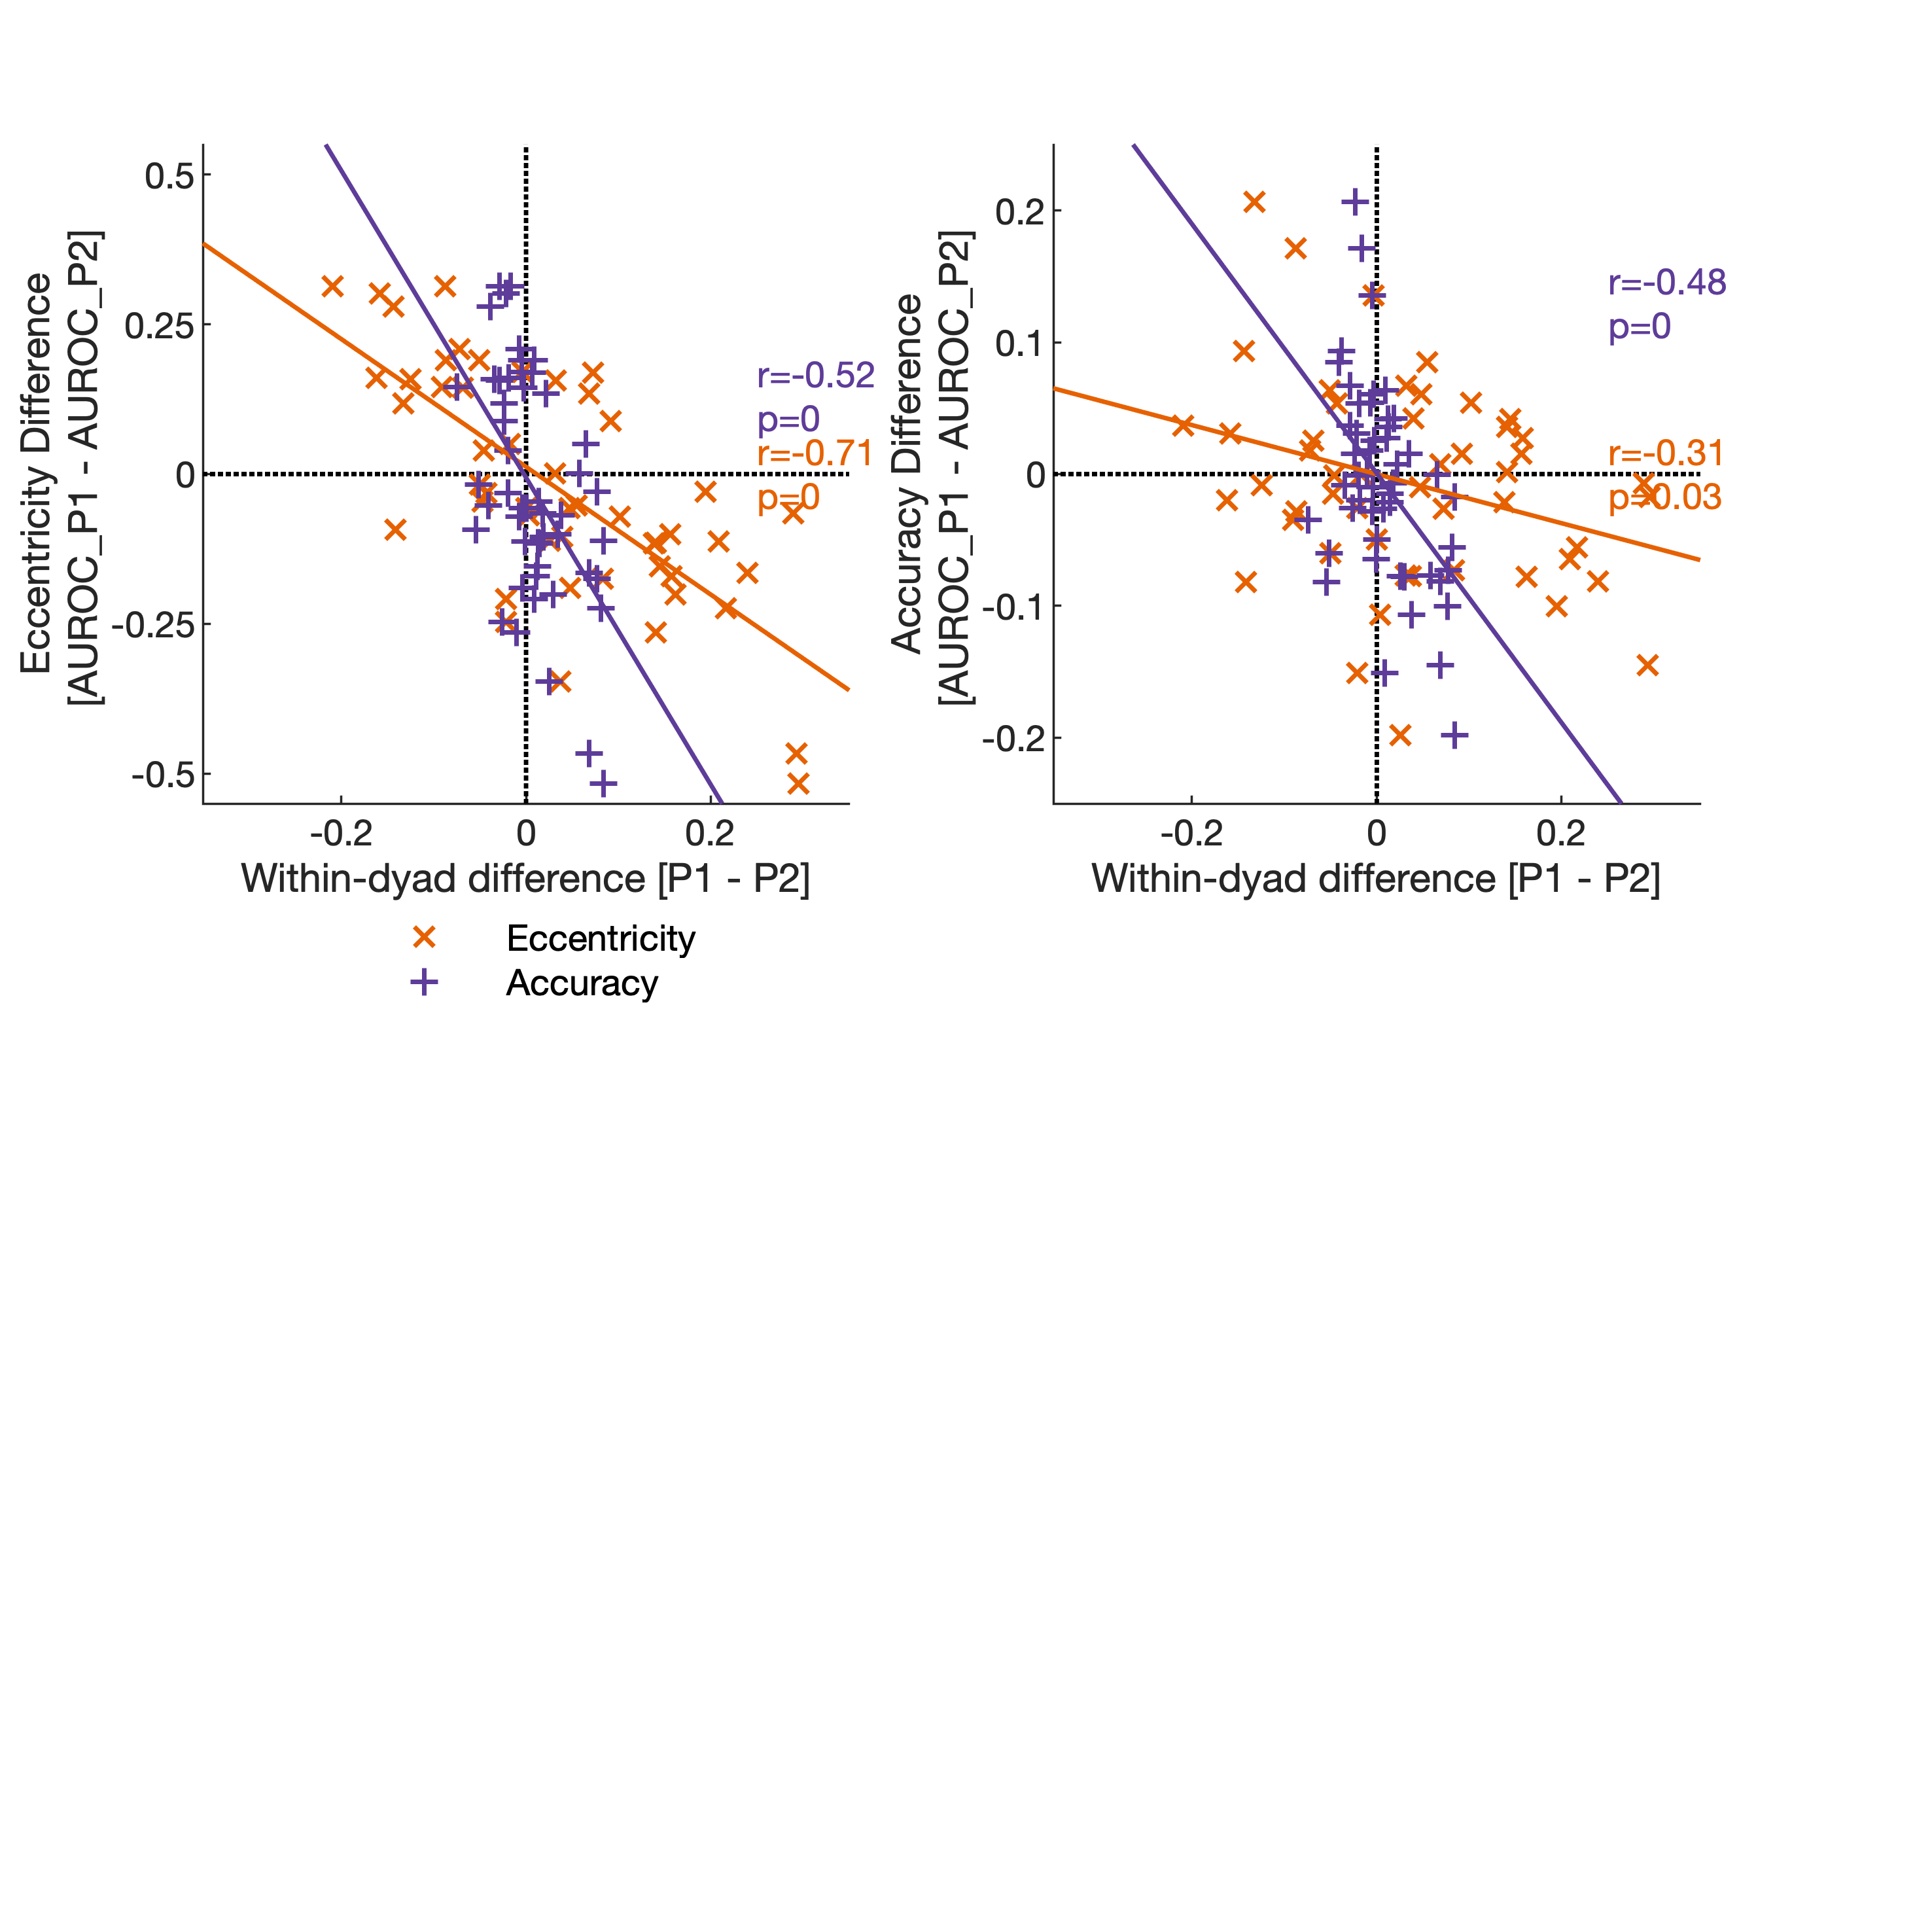 Eccentricity Difference
[AUROC_P1 - AUROC_P2]
0.5
0.25
0
-0.25
-0.5
r=-0.52
p=0
r=-0.71
p=0
-0.2
0
0.2
Within-dyad difference [P1 - P2]
Eccentricity
Accuracy
Accuracy Difference
[AUROC_P1 - AUROC_P2]
0.2
0.1
0
-0.1
-0.2
r=-0.48
p=0
r=-0.31
p=0.03
-0.2
0
0.2
Within-dyad difference [P1 - P2]